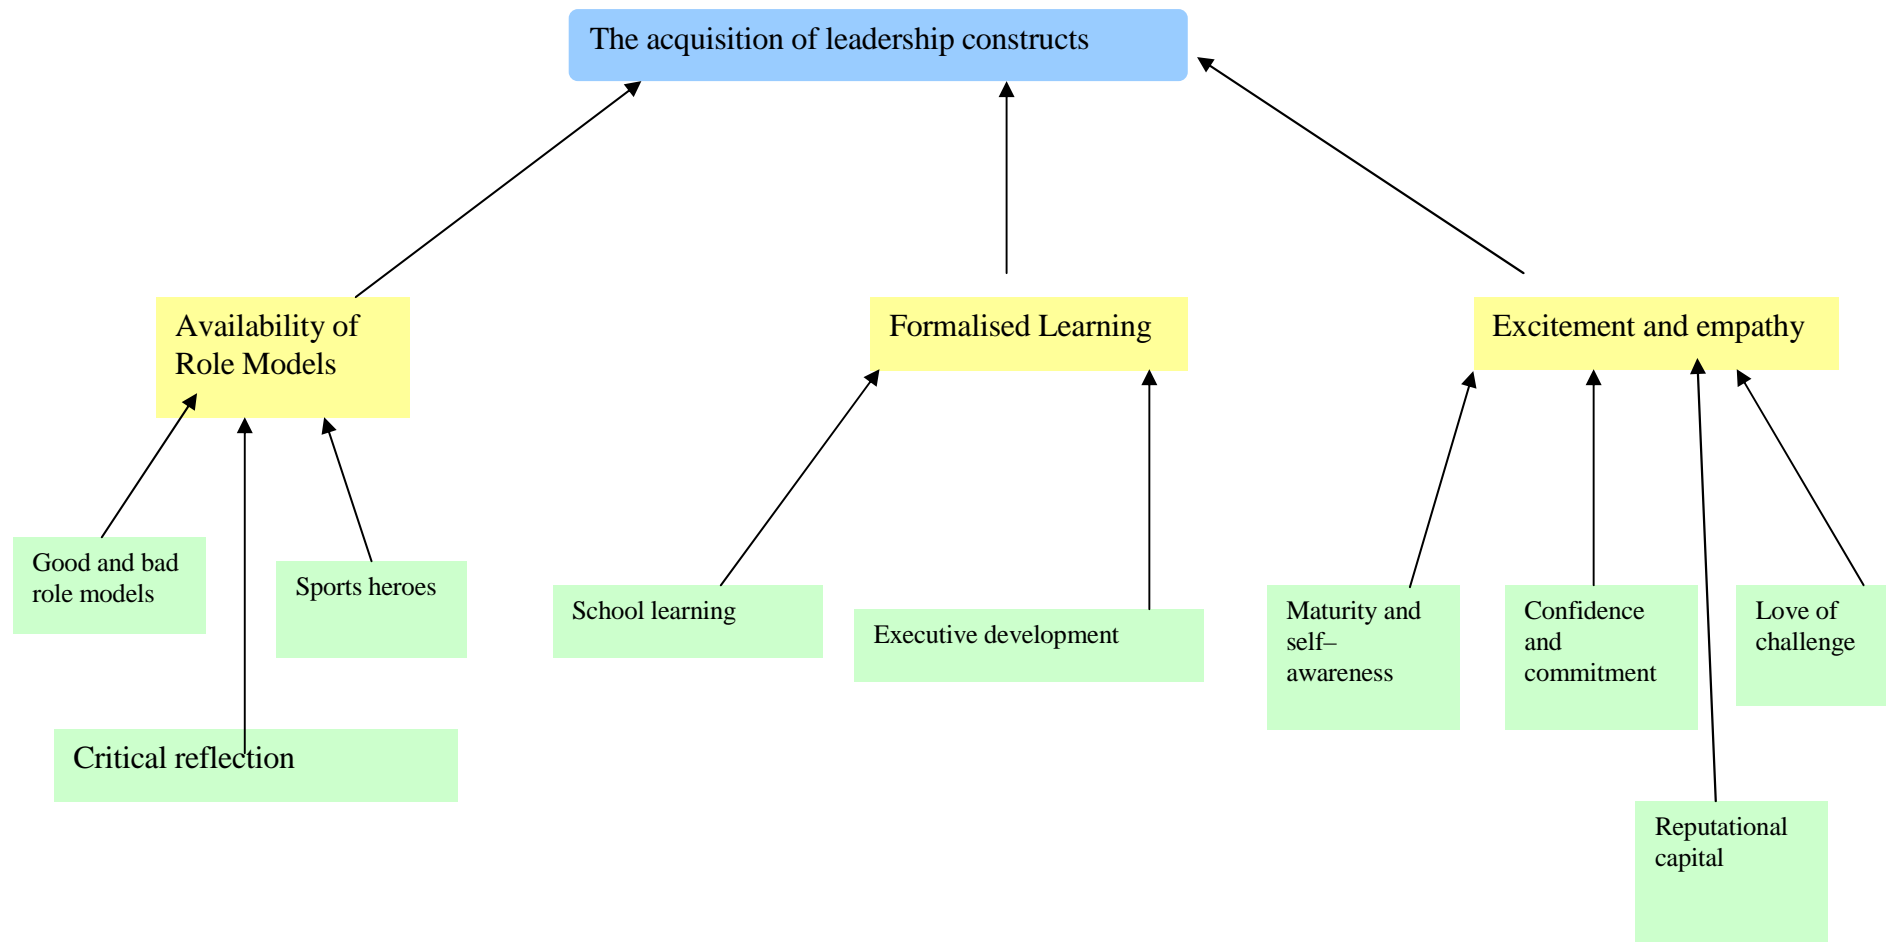 The acquisition of leadership constructs
Availability of
Role Models
Formalised Learning
Excitement and empathy
Good and bad
role models
Sports heroes
School learning
Executive development
Maturity and
self–
awareness
Confidence
and
commitment
Love of
challenge
Critical reflection
Reputational
capital